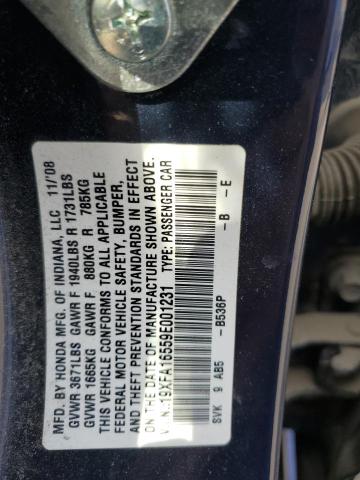 MFD. BY HONDA MFG. OF INDIANA, LLC 11/'08
GVWR 3671LBS GAWR F 1940LBS R 1731LBS
GVWR 1665KG GAWR F 880KG R 785KG
THIS VEHICLE CONFORMS TO ALL APPLICABLE
FEDERAL MOTOR VEHICLE SAFETY, BUMPER,
AND THEFT PREVENTION STANDARDS IN EFFECT
ON THE DATE OF MANUFACTURE SHOWN ABOVE.
V.I.N.:19XFA16559E001231 TYPE: PASSENGER CAR
B536P - B - E
SVK 9 AB5